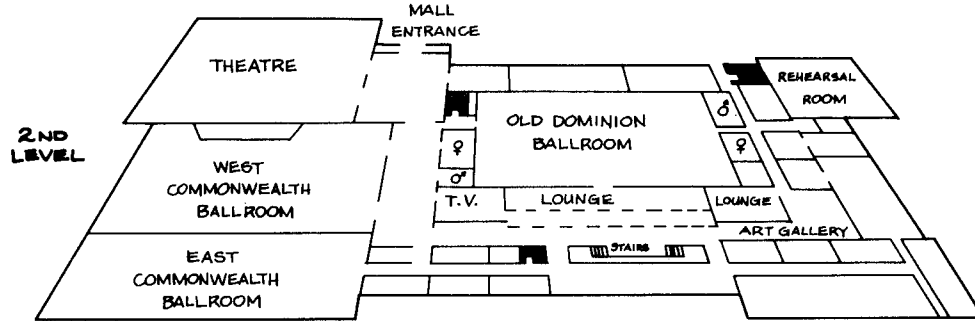 MALL
ENTRANCE
THEATRE
REHEARSAL
ROOM
OLD DOMINION
BALLROOM
♂
♀
♀
♂
2ND
LEVEL
WEST
COMMONWEALTH
BALLROOM
T.V.
LOUNGE
LOUNGE
ART GALLERY
STAIRS
EAST
COMMONWEALTH
BALLROOM